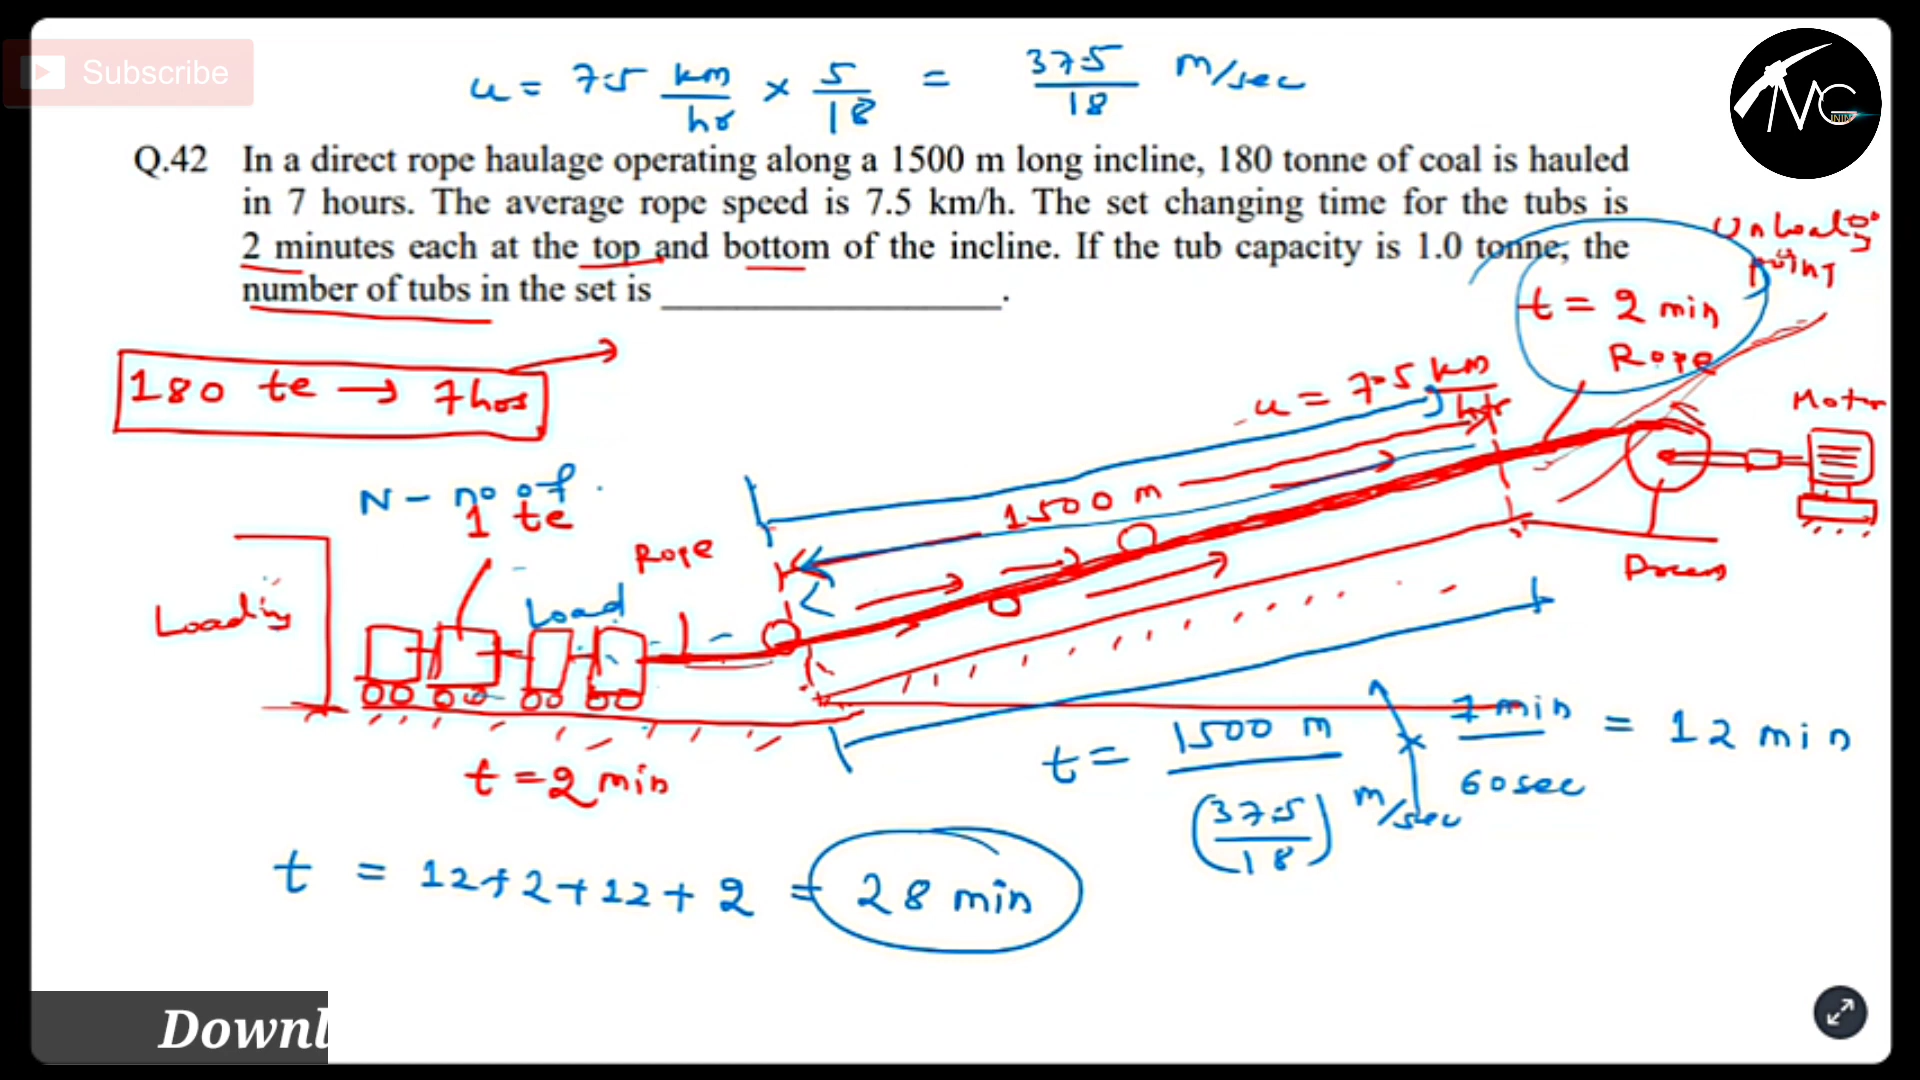 Subscribe
u = 7.5 km/hr × 5/18 = 37.5/18 m/sec
Q.42 In a direct rope haulage operating along a 1500 m long incline, 180 tonne of coal is hauled
in 7 hours. The average rope speed is 7.5 km/h. The set changing time for the tubs is
2 minutes each at the top and bottom of the incline. If the tub capacity is 1.0 tonne, the
number of tubs in the set is ____________________.
Unloading
point
t = 2 min
Rope
180 te → 7 hrs
u = 7.5 km/hr
Motor
N - no of
1 te
1500 m
Rope
Load
Loading
Drum
t = 2 min
t = 1500 m / (37.5/18) m/sec × 1 min / 60 sec = 12 min
t = 12 + 2 + 12 + 2 = 28 min
Downl